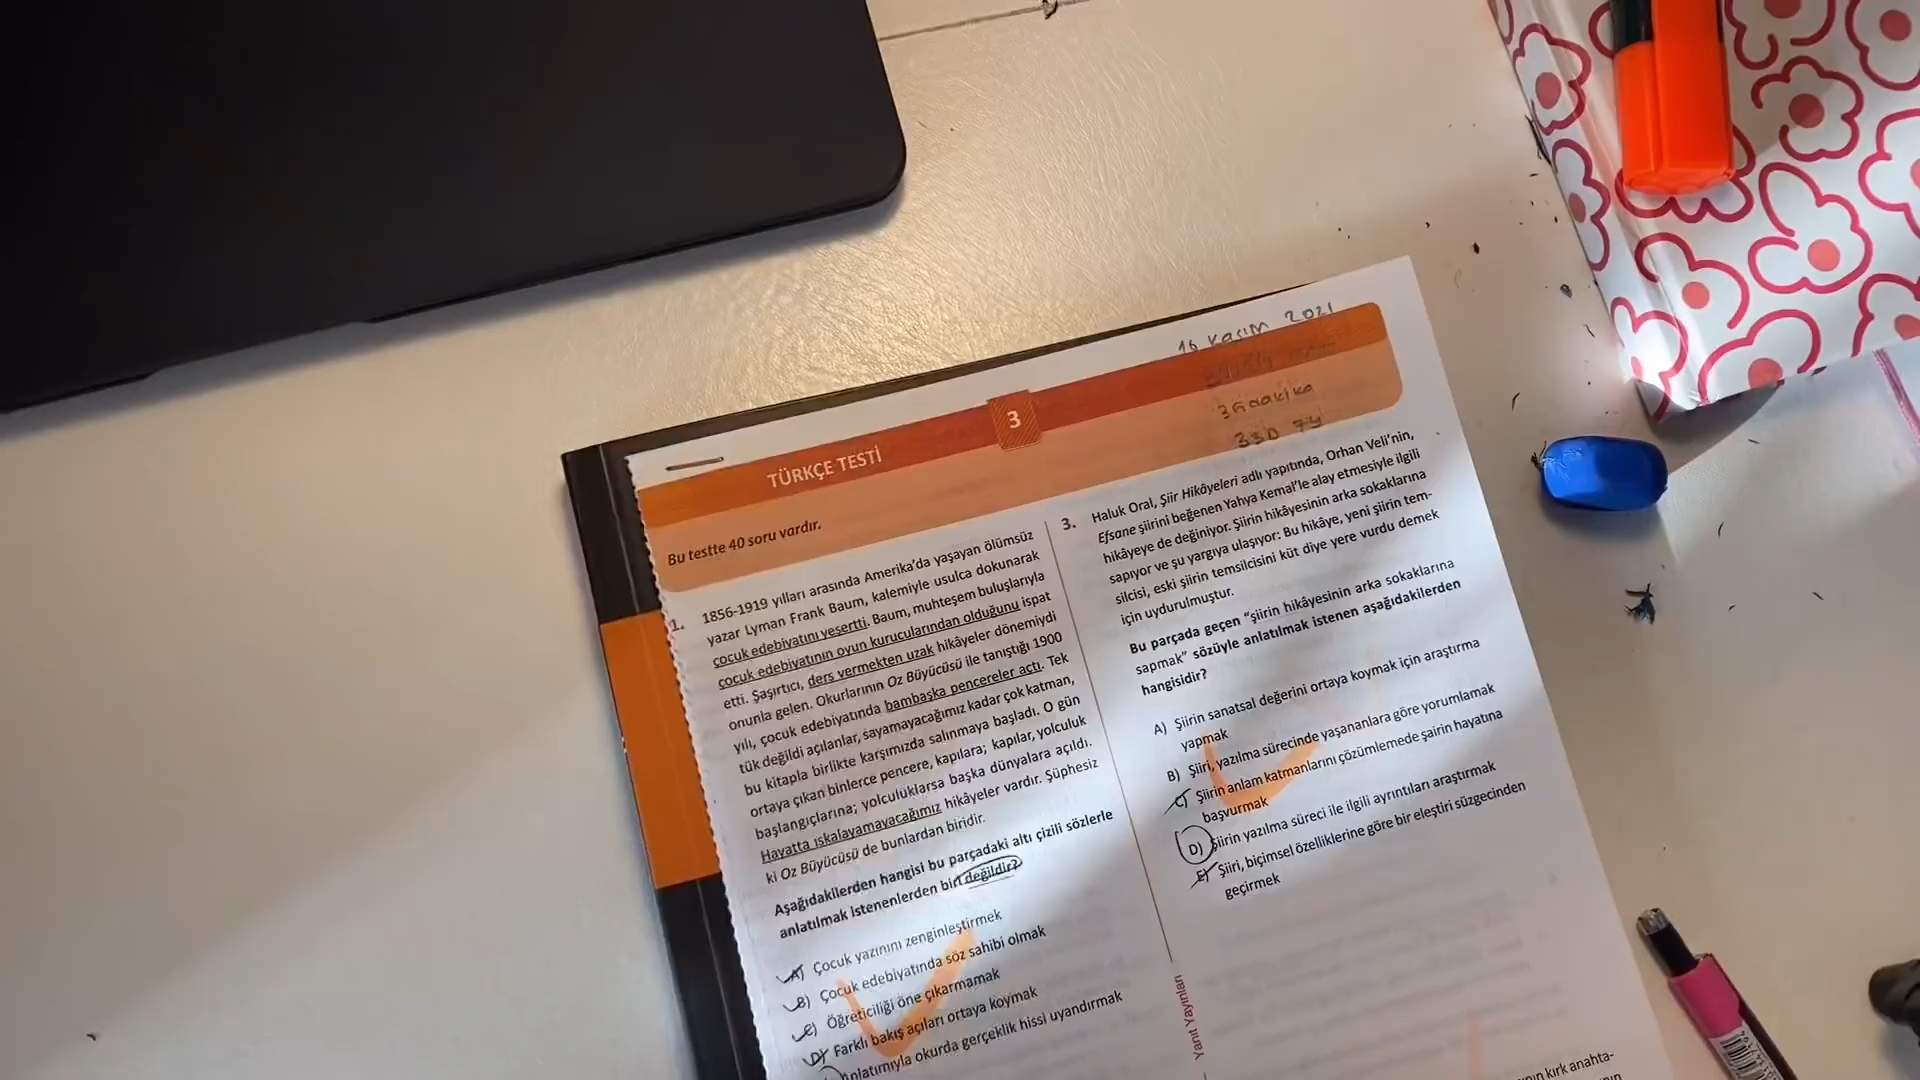 16 Kasım 2021
36 dakika
33D 7Y
TÜRKÇE TESTİ
3
Bu testte 40 soru vardır.
1. 1856-1919 yılları arasında Amerika'da yaşayan ölümsüz
yazar Lyman Frank Baum, kalemiyle usulca dokunarak
çocuk edebiyatını yeşertti. Baum, muhteşem buluşlarıyla
çocuk edebiyatının oyun kurucularından olduğunu ispat
etti. Şaşırtıcı, ders vermekten uzak hikâyeler dönemiydi
onunla gelen. Okurlarının Oz Büyücüsü ile tanıştığı 1900
yılı, çocuk edebiyatında bambaşka pencereler açtı. Tek
tük değildi açılanlar, sayamayacağımız kadar çok katman,
bu kitapla birlikte karşımızda salınmaya başladı. O gün
ortaya çıkan binlerce pencere, kapılara; kapılar, yolculuk
başlangıçlarına; yolculuklarsa başka dünyalara açıldı.
Hayatta ıskalayamayacağımız hikâyeler vardır. Şüphesiz
ki Oz Büyücüsü de bunlardan biridir.
Aşağıdakilerden hangisi bu parçadaki altı çizili sözlerle
anlatılmak istenenlerden biri değildir?
A) Çocuk yazınını zenginleştirmek
B) Çocuk edebiyatında söz sahibi olmak
C) Öğreticiliği öne çıkarmamak
D) Farklı bakış açıları ortaya koymak
Anlatımıyla okurda gerçeklik hissi uyandırmak
3. Haluk Oral, Şiir Hikâyeleri adlı yapıtında, Orhan Veli'nin,
Efsane şiirini beğenen Yahya Kemal'le alay etmesiyle ilgili
hikâyeye de değiniyor. Şiirin hikâyesinin arka sokaklarına
sapıyor ve şu yargıya ulaşıyor: Bu hikâye, yeni şiirin tem-
silcisi, eski şiirin temsilcisini küt diye yere vurdu demek
için uydurulmuştur.
Bu parçada geçen "şiirin hikâyesinin arka sokaklarına
sapmak" sözüyle anlatılmak istenen aşağıdakilerden
hangisidir?
A) Şiirin sanatsal değerini ortaya koymak için araştırma
yapmak
B) Şiiri, yazılma sürecinde yaşananlara göre yorumlamak
C) Şiirin anlam katmanlarını çözümlemede şairin hayatına
başvurmak
D) Şiirin yazılma süreci ile ilgili ayrıntıları araştırmak
E) Şiiri, biçimsel özelliklerine göre bir eleştiri süzgecinden
geçirmek
Yanıt Yayınları
kırk anahta-